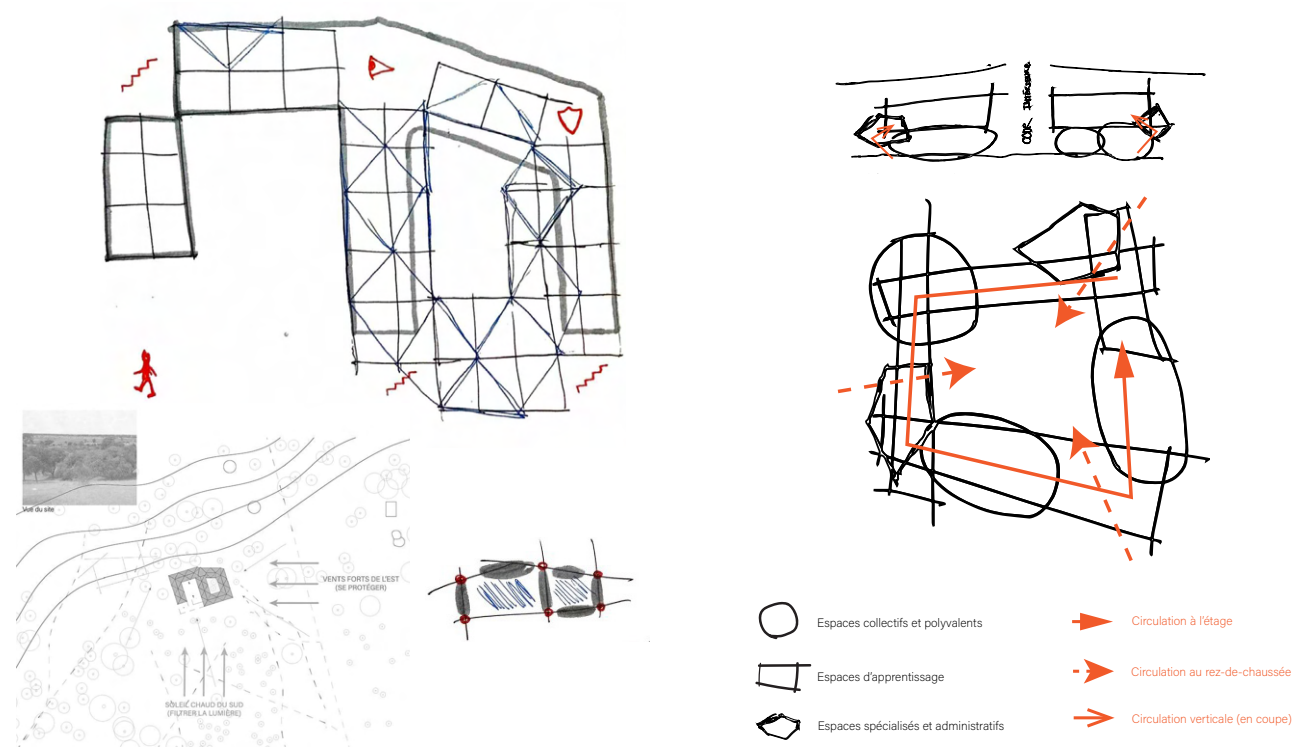 COUR INTÉRIEURE
Vue du site
VENTS FORTS DE L'EST
(SE PROTÉGER)
SOLEIL CHAUD DU SUD
(FILTRER LA LUMIÈRE)
Espaces collectifs et polyvalents
Espaces d'apprentissage
Espaces spécialisés et administratifs
Circulation à l'étage
Circulation au rez-de-chaussée
Circulation verticale (en coupe)